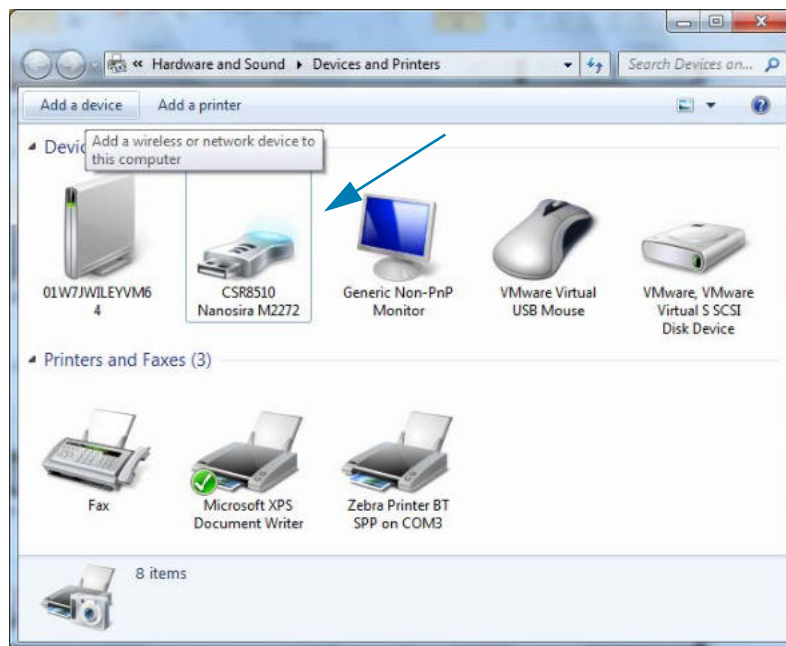 « Hardware and Sound ▸ Devices and Printers
Search Devices an...
Add a device Add a printer
Add a wireless or network device to
this computer
Devic
01W7JWILEYVM6
4
CSR8510
Nanosira M2272
Generic Non-PnP
Monitor
VMware Virtual
USB Mouse
VMware, VMware
Virtual S SCSI
Disk Device
Printers and Faxes (3)
Fax
Microsoft XPS
Document Writer
Zebra Printer BT
SPP on COM3
8 items